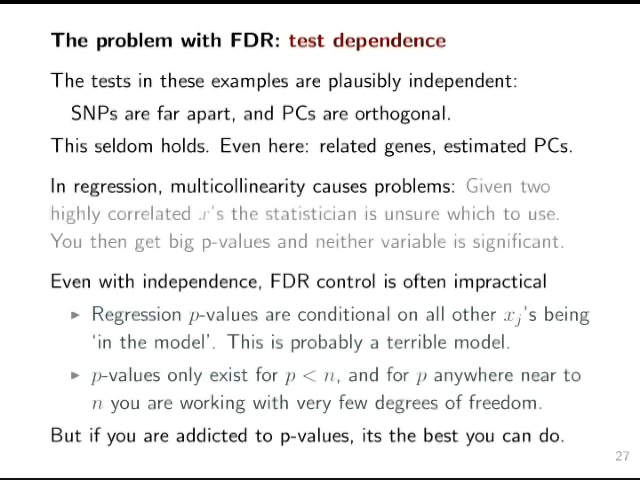 The problem with FDR: test dependence
The tests in these examples are plausibly independent:
SNPs are far apart, and PCs are orthogonal.
This seldom holds. Even here: related genes, estimated PCs.
In regression, multicollinearity causes problems: Given two
highly correlated x's the statistician is unsure which to use.
You then get big p-values and neither variable is significant.
Even with independence, FDR control is often impractical
▶ Regression p-values are conditional on all other xⱼ's being
‘in the model’. This is probably a terrible model.
▶ p-values only exist for p < n, and for p anywhere near to
n you are working with very few degrees of freedom.
But if you are addicted to p-values, its the best you can do.
27